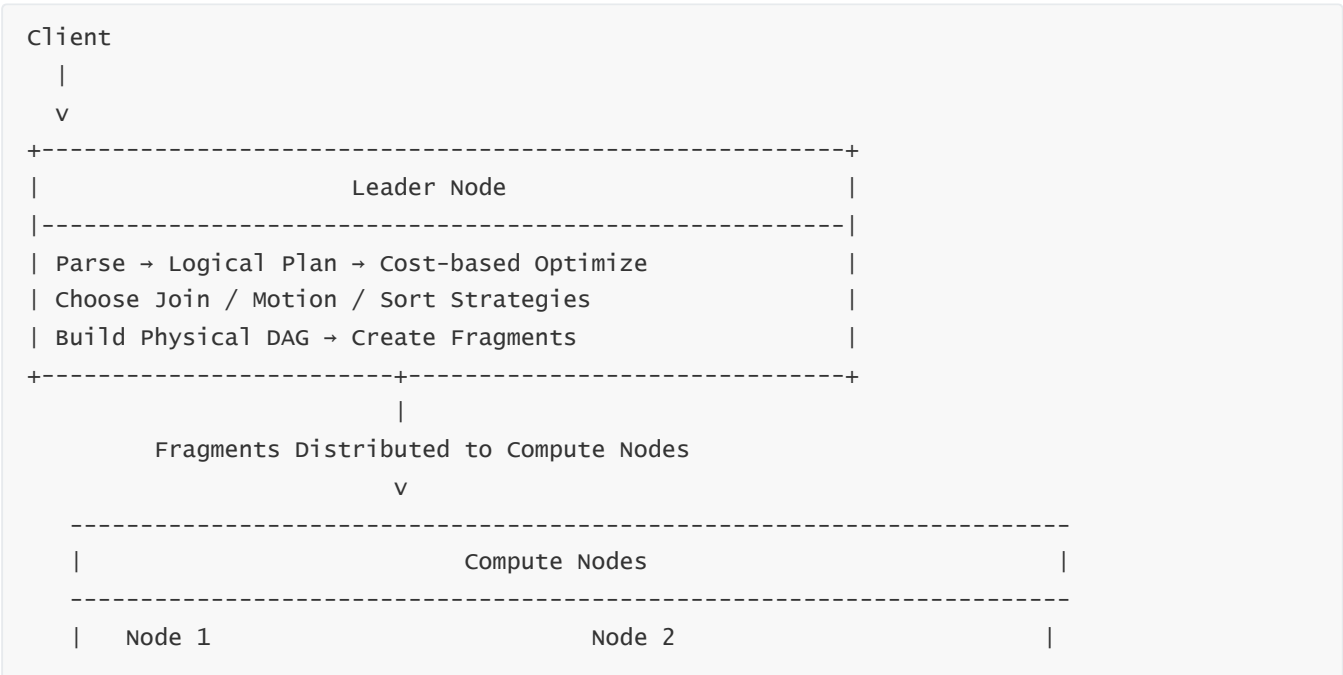 Client
  |
  v
+---------------------------------------------------------+
|                      Leader Node                        |
|---------------------------------------------------------|
| Parse → Logical Plan → Cost-based Optimize              |
| Choose Join / Motion / Sort Strategies                  |
| Build Physical DAG → Create Fragments                   |
+-------------------------+-------------------------------+
                          |
         Fragments Distributed to Compute Nodes
                          v
   -----------------------------------------------------------------------
   |                           Compute Nodes                             |
   -----------------------------------------------------------------------
   |   Node 1                           Node 2                          |